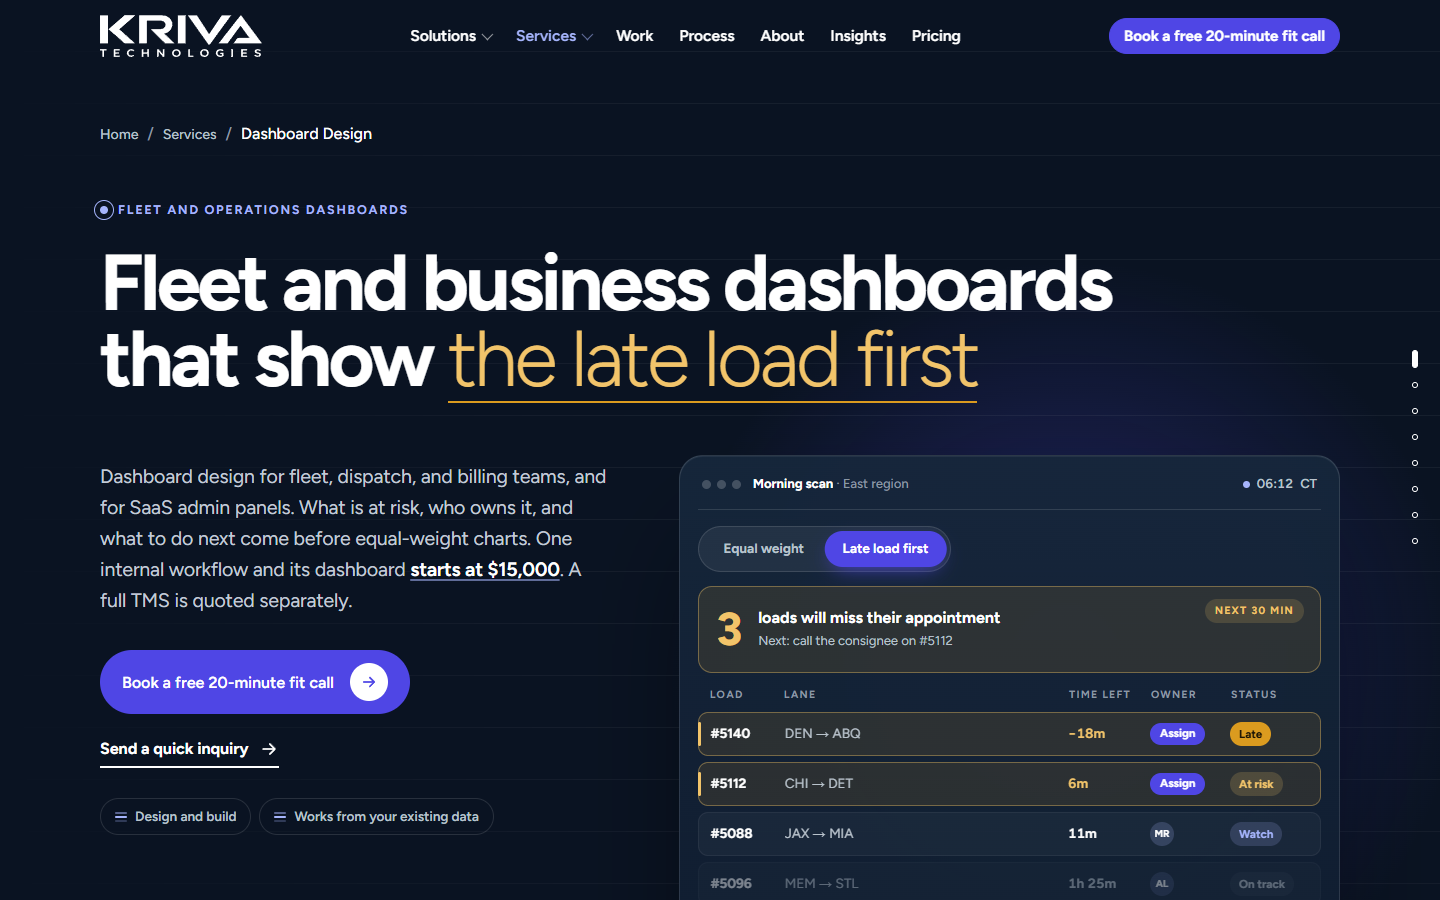 KRIVA
TECHNOLOGIES
Solutions Services Work Process About Insights Pricing
Book a free 20-minute fit call
Home / Services / Dashboard Design
FLEET AND OPERATIONS DASHBOARDS
Fleet and business dashboards
that show the late load first
Dashboard design for fleet, dispatch, and billing teams, and
for SaaS admin panels. What is at risk, who owns it, and
what to do next come before equal-weight charts. One
internal workflow and its dashboard starts at $15,000. A
full TMS is quoted separately.
Book a free 20-minute fit call →
Send a quick inquiry →
Design and build
Works from your existing data
Morning scan · East region
06:12 CT
Equal weight
Late load first
3
loads will miss their appointment
Next: call the consignee on #5112
NEXT 30 MIN
LOAD LANE TIME LEFT OWNER STATUS
#5140 DEN → ABQ −18m Assign Late
#5112 CHI → DET 6m Assign At risk
#5088 JAX → MIA 11m MR Watch
#5096 MEM → STL 1h 25m AL On track